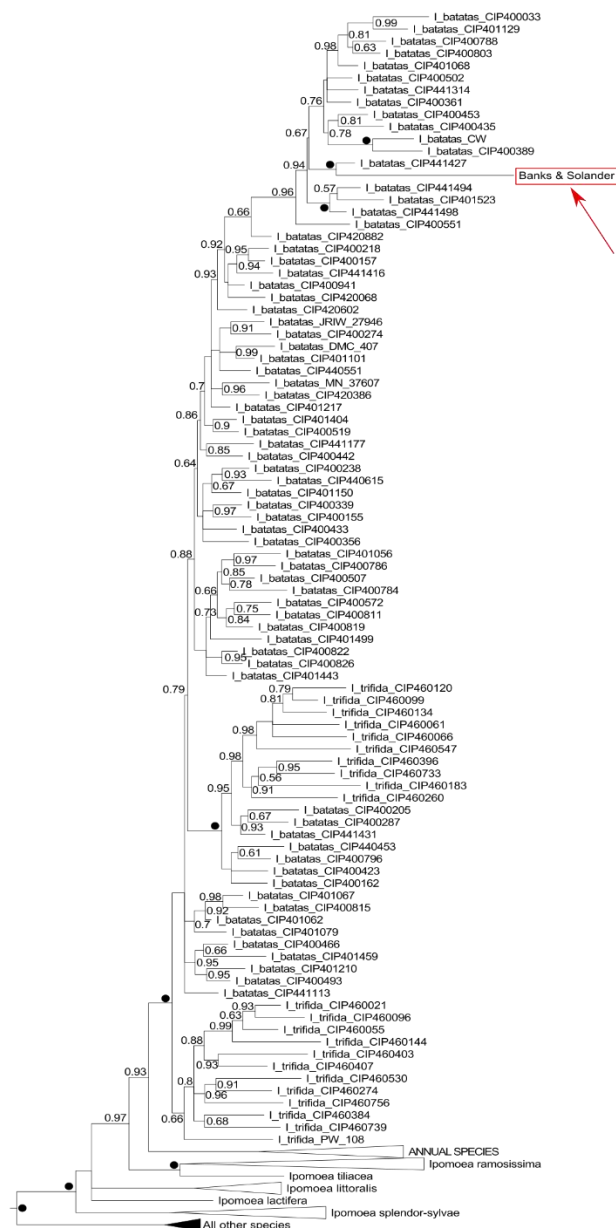 I_batatas_CIP400033
0.99
I_batatas_CIP401129
0.81
I_batatas_CIP400788
0.98
0.63
I_batatas_CIP400803
I_batatas_CIP401068
I_batatas_CIP400502
I_batatas_CIP441314
0.76
I_batatas_CIP400361
I_batatas_CIP400453
0.81
I_batatas_CIP400435
0.67
0.78
I_batatas_CW
I_batatas_CIP400389
0.94
I_batatas_CIP441427
Banks & Solander
0.96
0.57
I_batatas_CIP441494
I_batatas_CIP401523
I_batatas_CIP441498
0.66
I_batatas_CIP400551
I_batatas_CIP420882
0.92
0.95
I_batatas_CIP400218
I_batatas_CIP400157
0.94
I_batatas_CIP441416
0.93
I_batatas_CIP400941
I_batatas_CIP420068
I_batatas_CIP420602
I_batatas_JRIW_27946
0.91
I_batatas_CIP400274
I_batatas_DMC_407
0.99
I_batatas_CIP401101
I_batatas_CIP440551
0.7
I_batatas_MN_37607
0.96
I_batatas_CIP420386
I_batatas_CIP401217
0.86
I_batatas_CIP401404
0.9
I_batatas_CIP400519
I_batatas_CIP441177
0.85
I_batatas_CIP400442
0.64
I_batatas_CIP400238
0.93
I_batatas_CIP440615
0.67
I_batatas_CIP401150
I_batatas_CIP400339
0.97
I_batatas_CIP400155
I_batatas_CIP400433
I_batatas_CIP400356
0.88
I_batatas_CIP401056
0.97
I_batatas_CIP400786
0.85
I_batatas_CIP400507
0.78
I_batatas_CIP400784
0.66
I_batatas_CIP400572
0.75
0.73
I_batatas_CIP400811
0.84
I_batatas_CIP400819
I_batatas_CIP401499
I_batatas_CIP400822
0.95
I_batatas_CIP400826
I_batatas_CIP401443
0.79
0.79
I_trifida_CIP460120
0.81
I_trifida_CIP460099
I_trifida_CIP460134
I_trifida_CIP460061
0.98
I_trifida_CIP460066
I_trifida_CIP460547
0.98
I_trifida_CIP460396
0.95
I_trifida_CIP460733
0.56
0.95
0.91
I_trifida_CIP460183
I_trifida_CIP460260
I_batatas_CIP400205
0.67
I_batatas_CIP400287
0.93
I_batatas_CIP441431
I_batatas_CIP440453
0.61
I_batatas_CIP400796
I_batatas_CIP400423
I_batatas_CIP400162
0.98
I_batatas_CIP401067
0.92
I_batatas_CIP400815
0.7
I_batatas_CIP401062
I_batatas_CIP401079
I_batatas_CIP400466
0.66
I_batatas_CIP401459
0.95
I_batatas_CIP401210
0.95
I_batatas_CIP400493
I_batatas_CIP441113
0.93
I_trifida_CIP460021
0.63
I_trifida_CIP460096
0.99
I_trifida_CIP460055
0.88
I_trifida_CIP460144
I_trifida_CIP460403
0.93
0.93
I_trifida_CIP460407
0.8
I_trifida_CIP460530
0.91
I_trifida_CIP460274
0.96
I_trifida_CIP460756
I_trifida_CIP460384
0.97
0.66
0.68
I_trifida_CIP460739
I_trifida_PW_108
ANNUAL SPECIES
Ipomoea ramosissima
Ipomoea tiliacea
Ipomoea littoralis
Ipomoea lactifera
Ipomoea splendor-sylvae
All other species